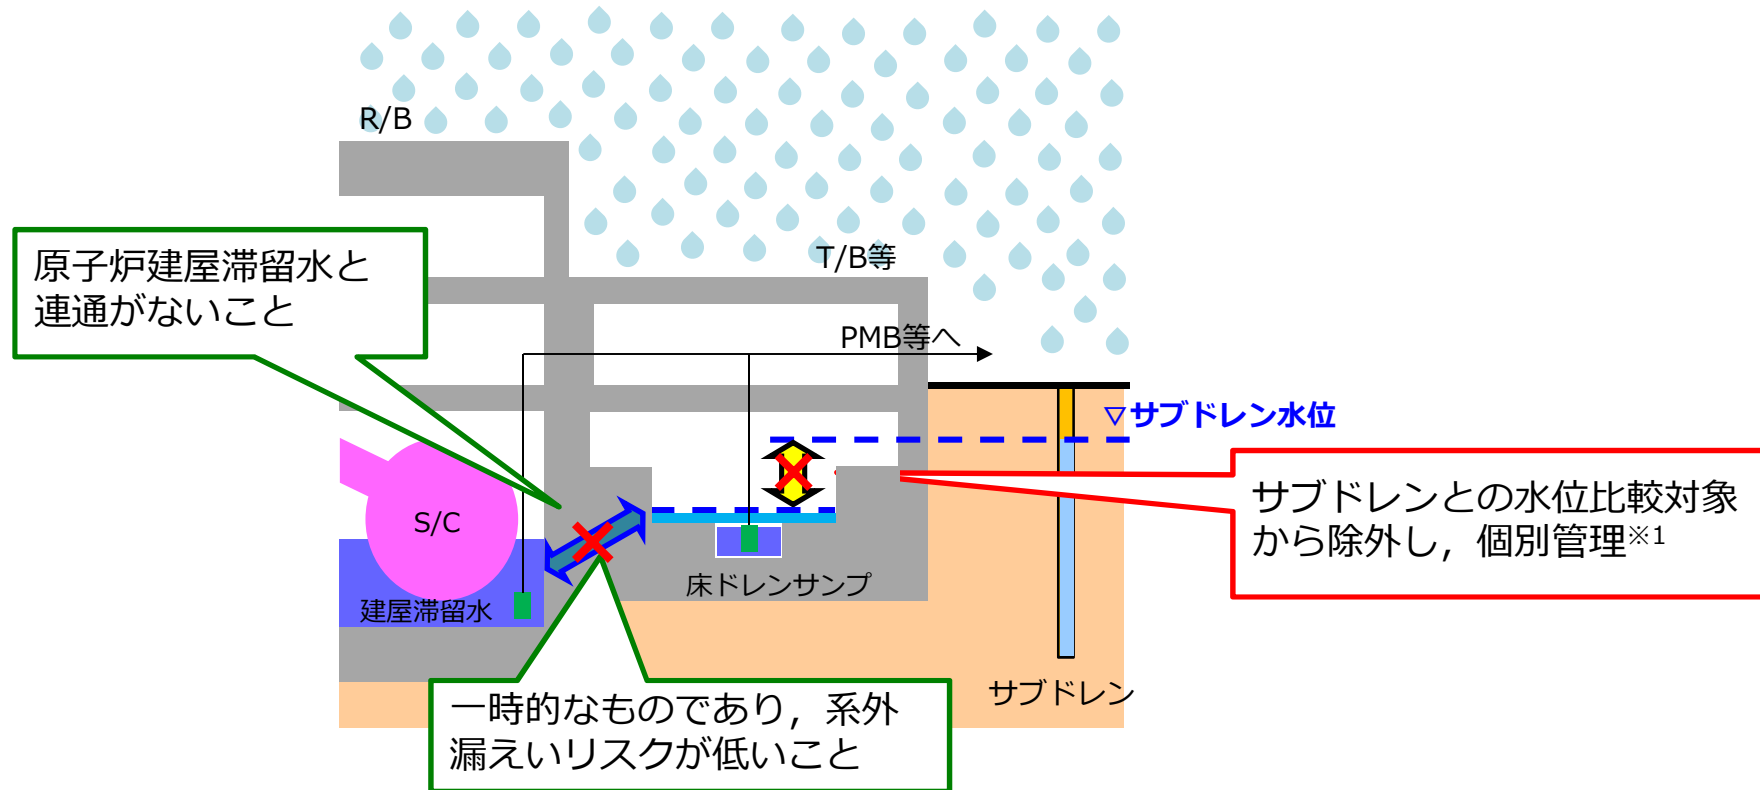 R/B
原子炉建屋滞留水と
連通がないこと
T/B等
PMB等へ
▽サブドレン水位
サブドレンとの水位比較対象
から除外し，個別管理※1
S/C
床ドレンサンプ
建屋滞留水
サブドレン
一時的なものであり，系外
漏えいリスクが低いこと